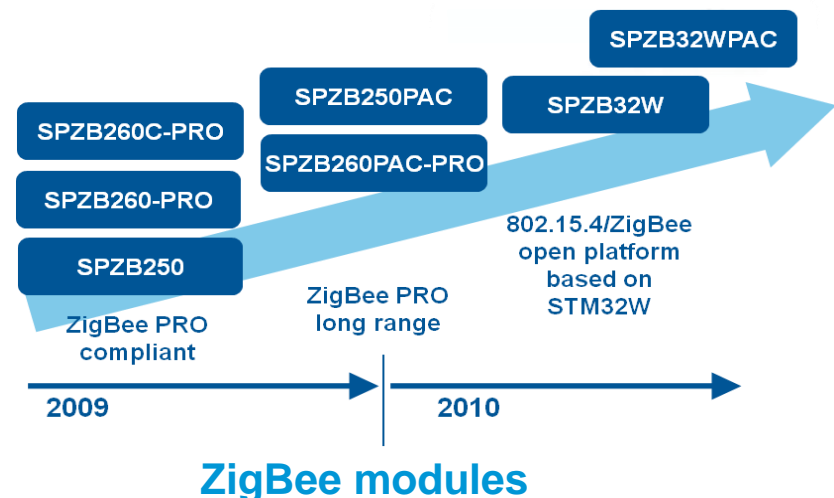 SPZB32WPAC
SPZB250PAC
SPZB32W
SPZB260C-PRO
SPZB260PAC-PRO
SPZB260-PRO
SPZB250
802.15.4/ZigBee
open platform
based on
STM32W
ZigBee PRO
long range
ZigBee PRO
compliant
2009
2010
ZigBee modules